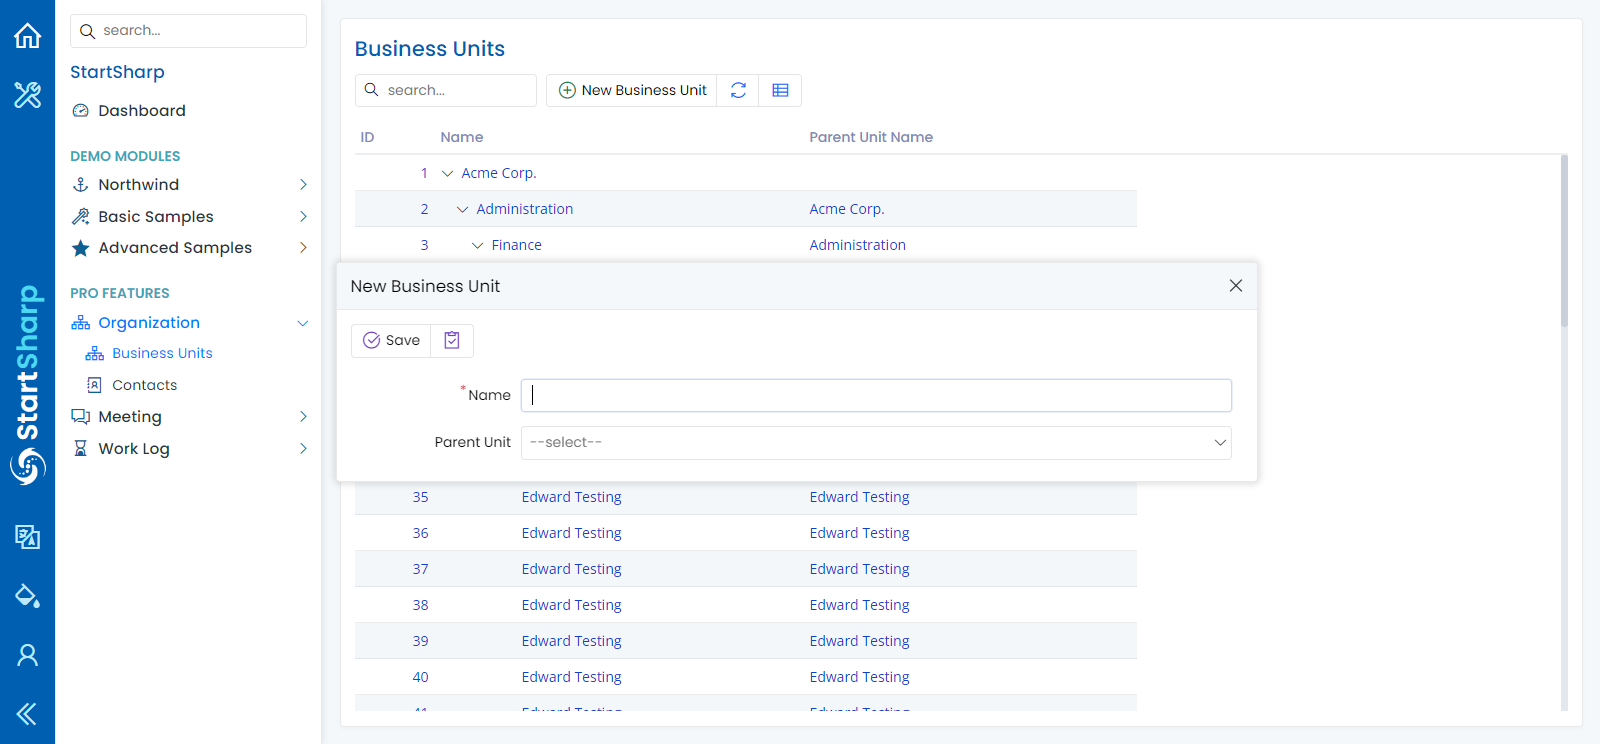 search...
StartSharp
Dashboard
DEMO MODULES
Northwind
Basic Samples
Advanced Samples
PRO FEATURES
Organization
Business Units
Contacts
Meeting
Work Log
StartSharp
Business Units
search...
New Business Unit
ID Name Parent Unit Name
1 Acme Corp.
2 Administration Acme Corp.
3 Finance Administration
New Business Unit
Save
* Name
Parent Unit --select--
35 Edward Testing Edward Testing
36 Edward Testing Edward Testing
37 Edward Testing Edward Testing
38 Edward Testing Edward Testing
39 Edward Testing Edward Testing
40 Edward Testing Edward Testing